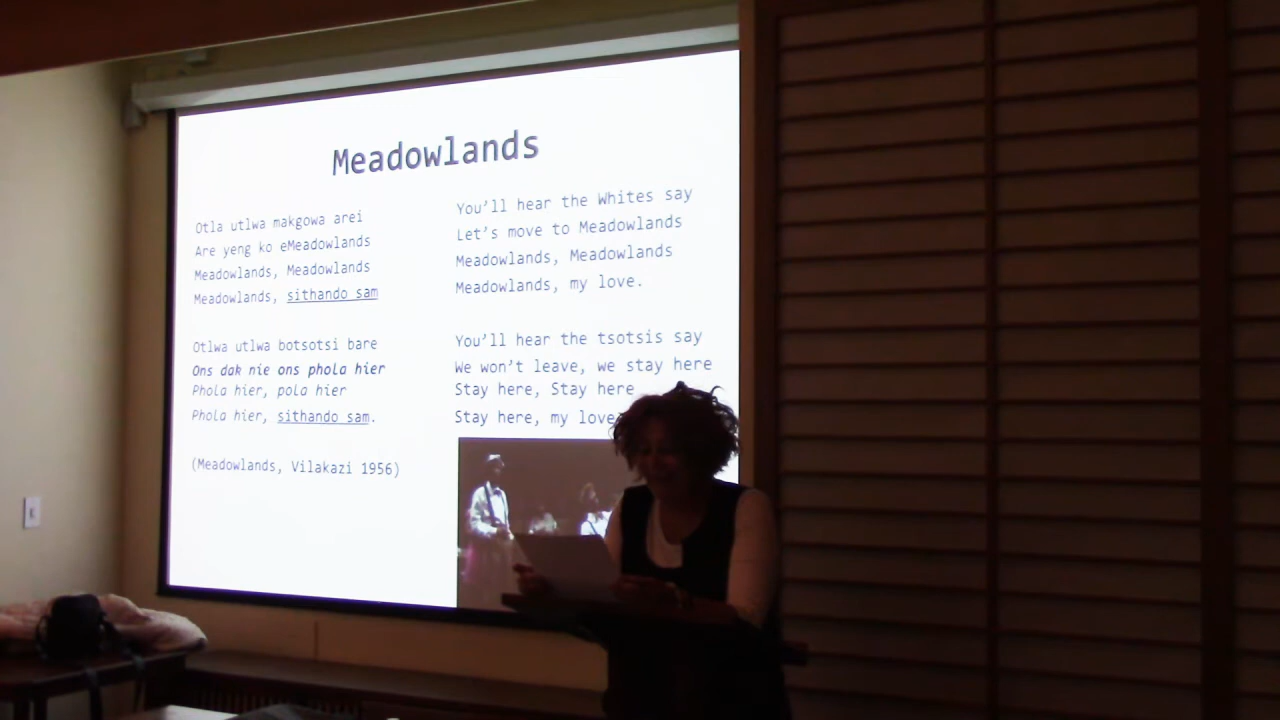 Meadowlands
Otla utlwa makgowa arei
Are yeng ko eMeadowlands
Meadowlands, Meadowlands
Meadowlands, sithando sam
Otlwa utlwa botsotsi bare
Ons dak nie ons phola hier
Phola hier, pola hier
Phola hier, sithando sam.
(Meadowlands, Vilakazi 1956)
You'll hear the Whites say
Let's move to Meadowlands
Meadowlands, Meadowlands
Meadowlands, my love.
You'll hear the tsotsis say
We won't leave, we stay here
Stay here, Stay here
Stay here, my love